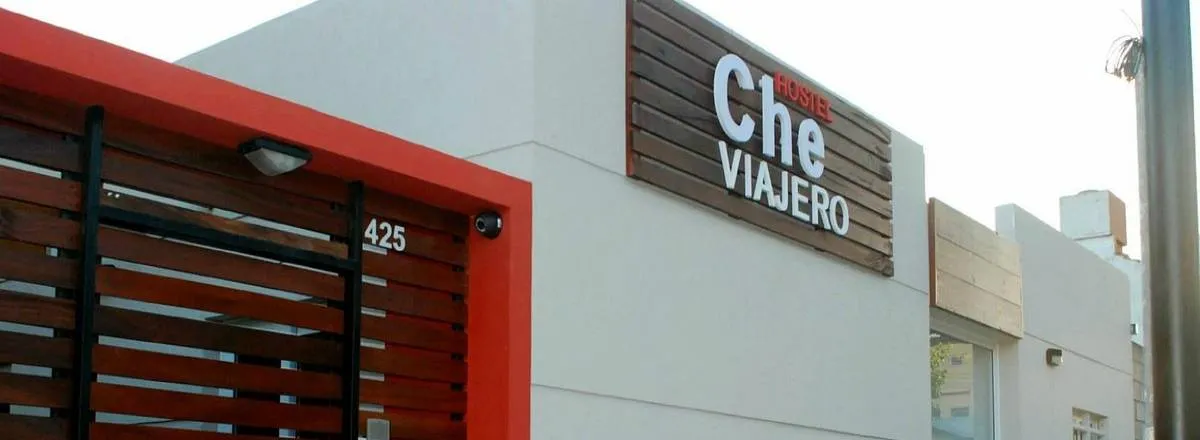 HOSTEL
Che
VIAJERO
425